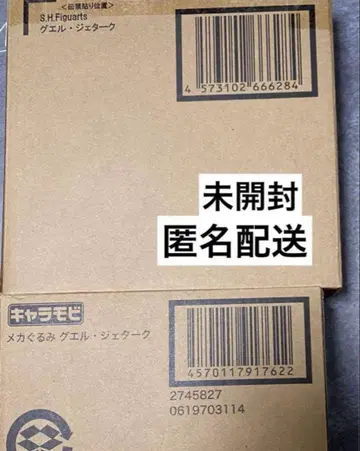 <伝票貼り位置>
S.H.Figuarts
グエル・ジェターク
4 573102 666284
未開封
匿名配送
キャラモビ
メカぐるみ グエル・ジェターク
4570117917622
2745827
0619703114